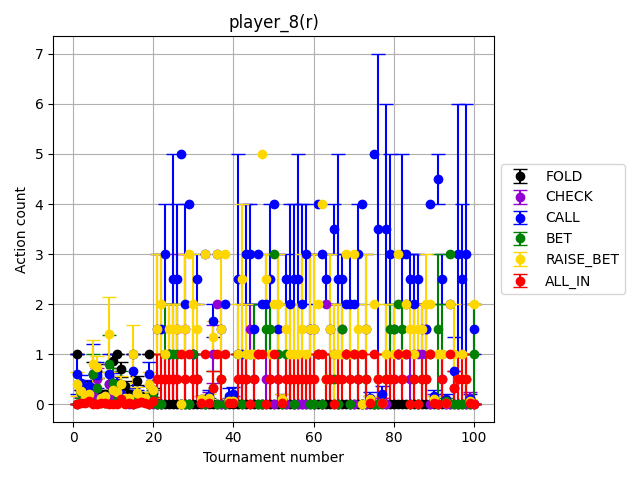 player_8(r)
Action count
7
6
5
4
3
2
1
0
0
20
40
60
80
100
Tournament number
FOLD
CHECK
CALL
BET
RAISE_BET
ALL_IN